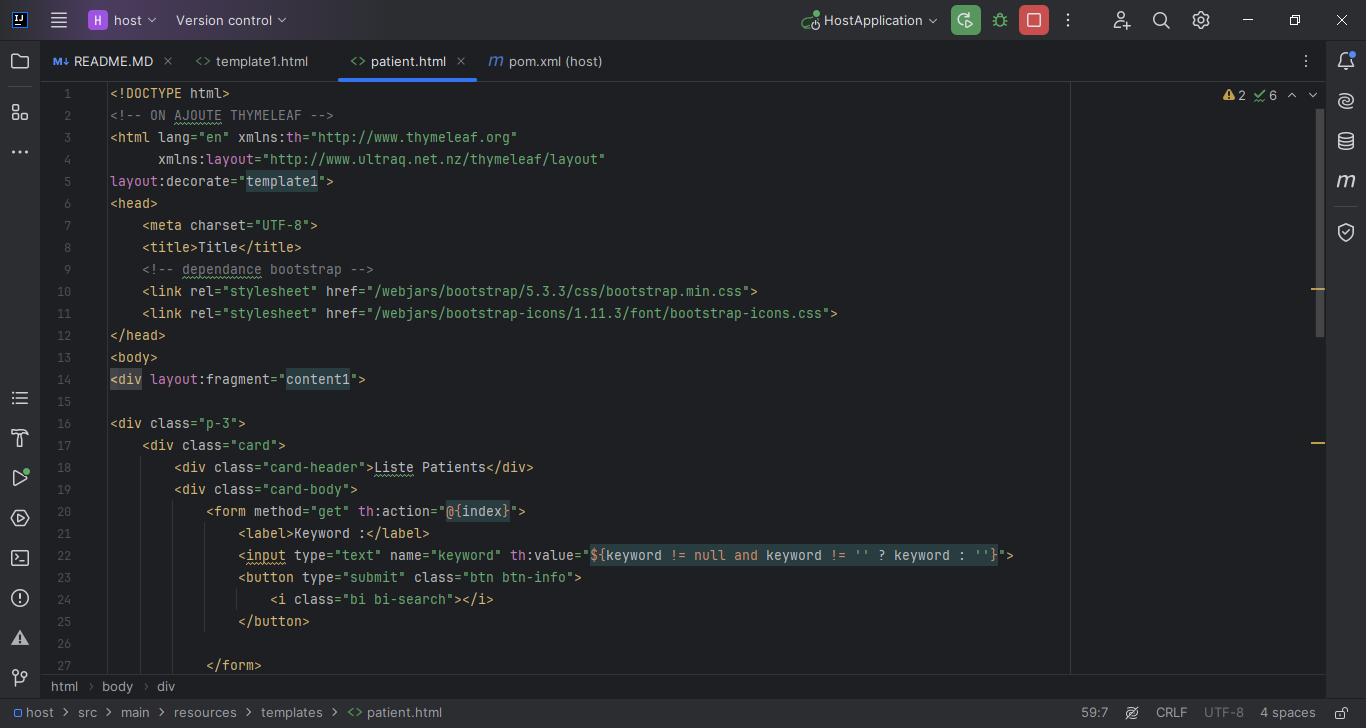 H host Version control HostApplication
README.MD template1.html patient.html pom.xml (host)
2 6
1 <!DOCTYPE html>
2 <!-- ON AJOUTE THYMELEAF -->
3 <html lang="en" xmlns:th="http://www.thymeleaf.org"
4 xmlns:layout="http://www.ultraq.net.nz/thymeleaf/layout"
5 layout:decorate="template1">
6 <head>
7 <meta charset="UTF-8">
8 <title>Title</title>
9 <!-- dependance bootstrap -->
10 <link rel="stylesheet" href="/webjars/bootstrap/5.3.3/css/bootstrap.min.css">
11 <link rel="stylesheet" href="/webjars/bootstrap-icons/1.11.3/font/bootstrap-icons.css">
12 </head>
13 <body>
14 <div layout:fragment="content1">
15
16 <div class="p-3">
17 <div class="card">
18 <div class="card-header">Liste Patients</div>
19 <div class="card-body">
20 <form method="get" th:action="@{index}">
21 <label>Keyword :</label>
22 <input type="text" name="keyword" th:value="${keyword != null and keyword != '' ? keyword : ''}">
23 <button type="submit" class="btn btn-info">
24 <i class="bi bi-search"></i>
25 </button>
26
27 </form>
html > body > div
host > src > main > resources > templates > patient.html 59:7 CRLF UTF-8 4 spaces